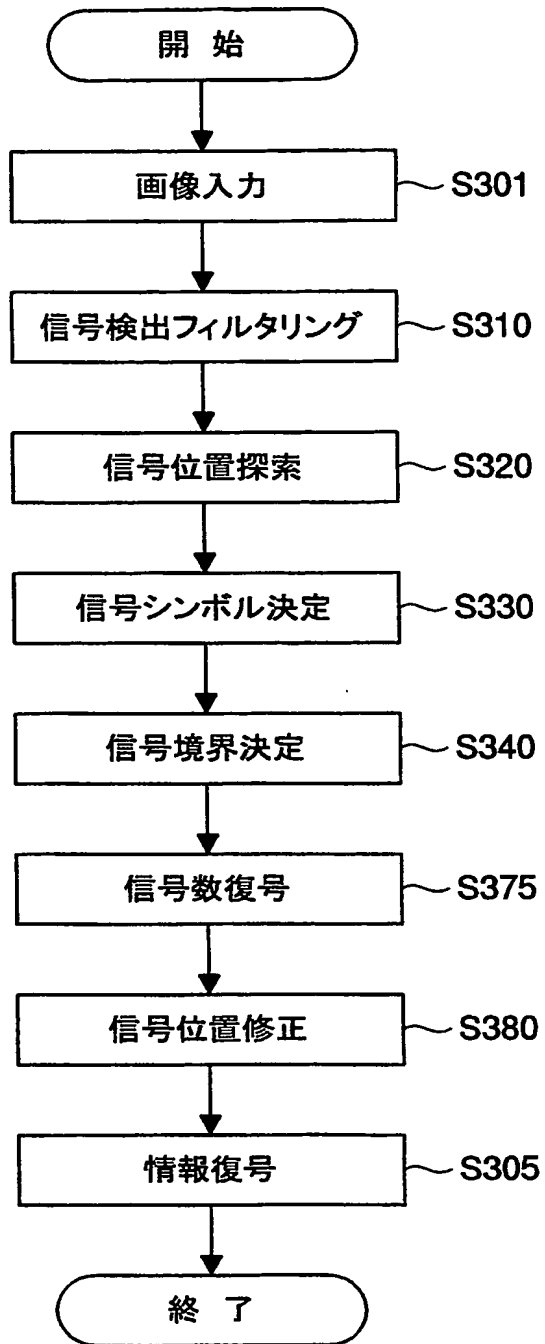 開始
画像入力 S301
信号検出フィルタリング S310
信号位置探索 S320
信号シンボル決定 S330
信号境界決定 S340
信号数復号 S375
信号位置修正 S380
情報復号 S305
終了